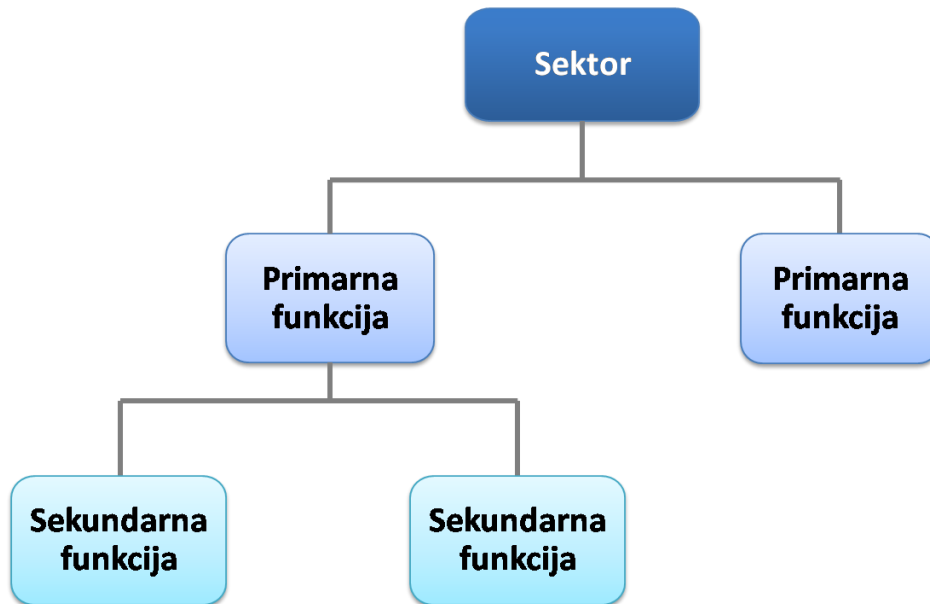 Sektor
Primarna
funkcija
Primarna
funkcija
Sekundarna
funkcija
Sekundarna
funkcija